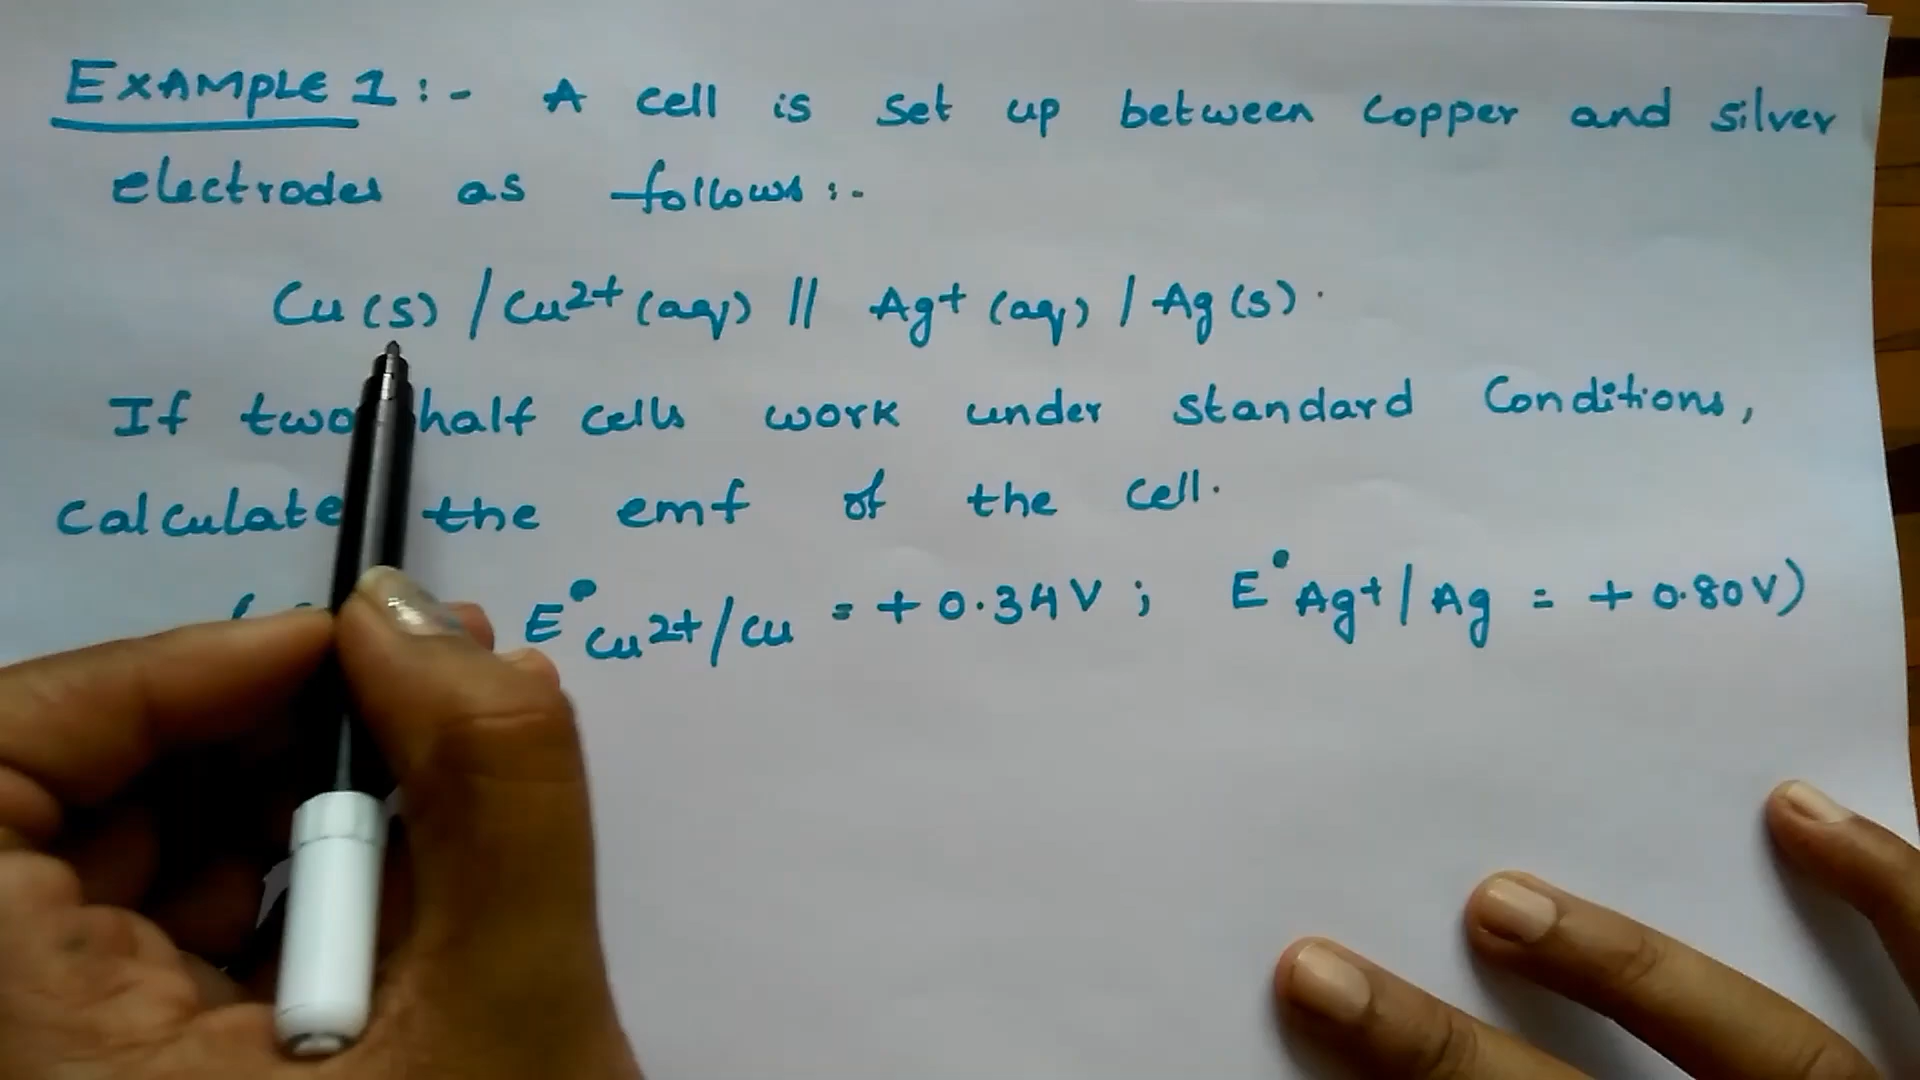 EXAMPLE 1:- A cell is set up between copper and silver
electrodes as follows:-
Cu(s) / Cu2+ (aq) || Ag+ (aq) / Ag(s).
If two half cells work under standard Conditions,
calculate the emf of the cell.
E° Cu2+/Cu = +0.34V ; E° Ag+/Ag = +0.80V)